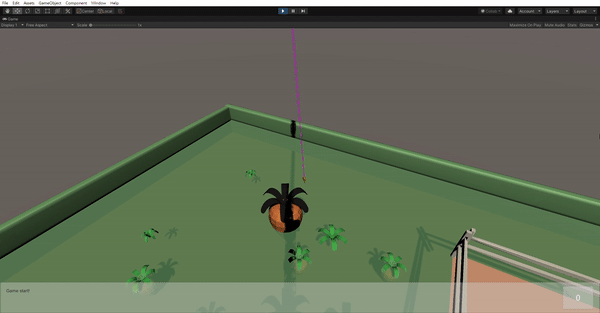 File Edit Assets GameObject Component Window Help
Center Local
Collab Account Layers Layout
Game
Display 1 Free Aspect Scale 1x Maximize On Play Mute Audio Stats Gizmos
Game start!
0